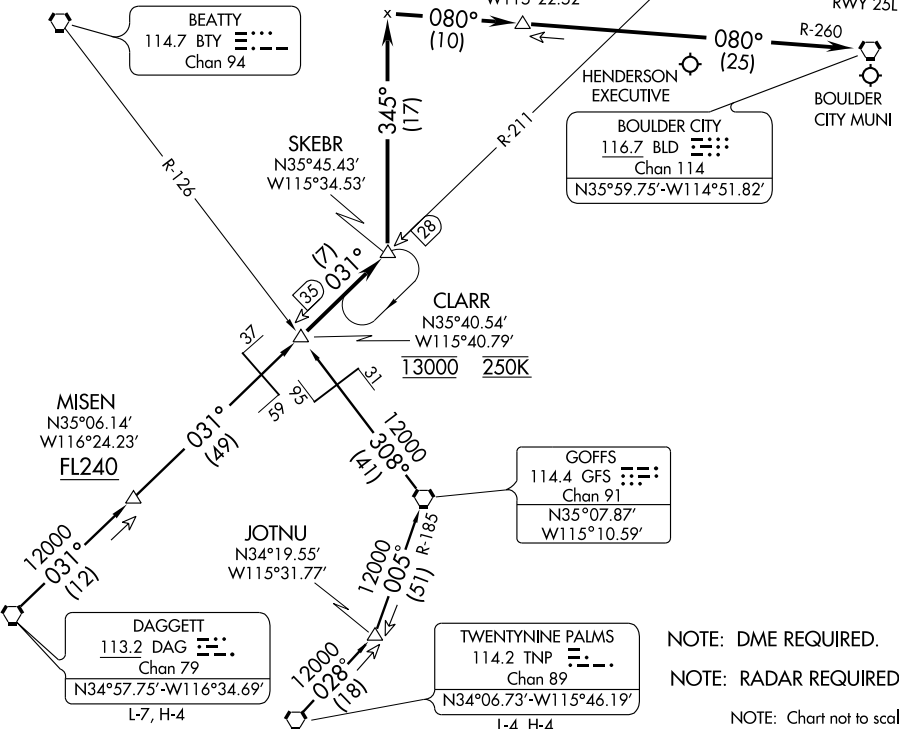 W115°22.52'
RWY 25L
BEATTY
114.7 BTY
Chan 94
x
080°
(10)
080°
(25)
R-260
HENDERSON
EXECUTIVE
BOULDER
CITY MUNI
345°
(17)
R-211
BOULDER CITY
116.7 BLD
Chan 114
N35°59.75'-W114°51.82'
SKEBR
N35°45.43'
W115°34.53'
R-126
28
(7)
031°
35
CLARR
N35°40.54'
W115°40.79'
13000 250K
37
59
95
31
MISEN
N35°06.14'
W116°24.23'
FL240
031°
(49)
12000
308°
(41)
GOFFS
114.4 GFS
Chan 91
N35°07.87'
W115°10.59'
12000
031°
(12)
JOTNU
N34°19.55'
W115°31.77'
12000
005°
(51)
R-185
DAGGETT
113.2 DAG
Chan 79
N34°57.75'-W116°34.69'
L-7, H-4
12000
028°
(18)
TWENTYNINE PALMS
114.2 TNP
Chan 89
N34°06.73'-W115°46.19'
L-4, H-4
NOTE: DME REQUIRED.
NOTE: RADAR REQUIRED
NOTE: Chart not to scal